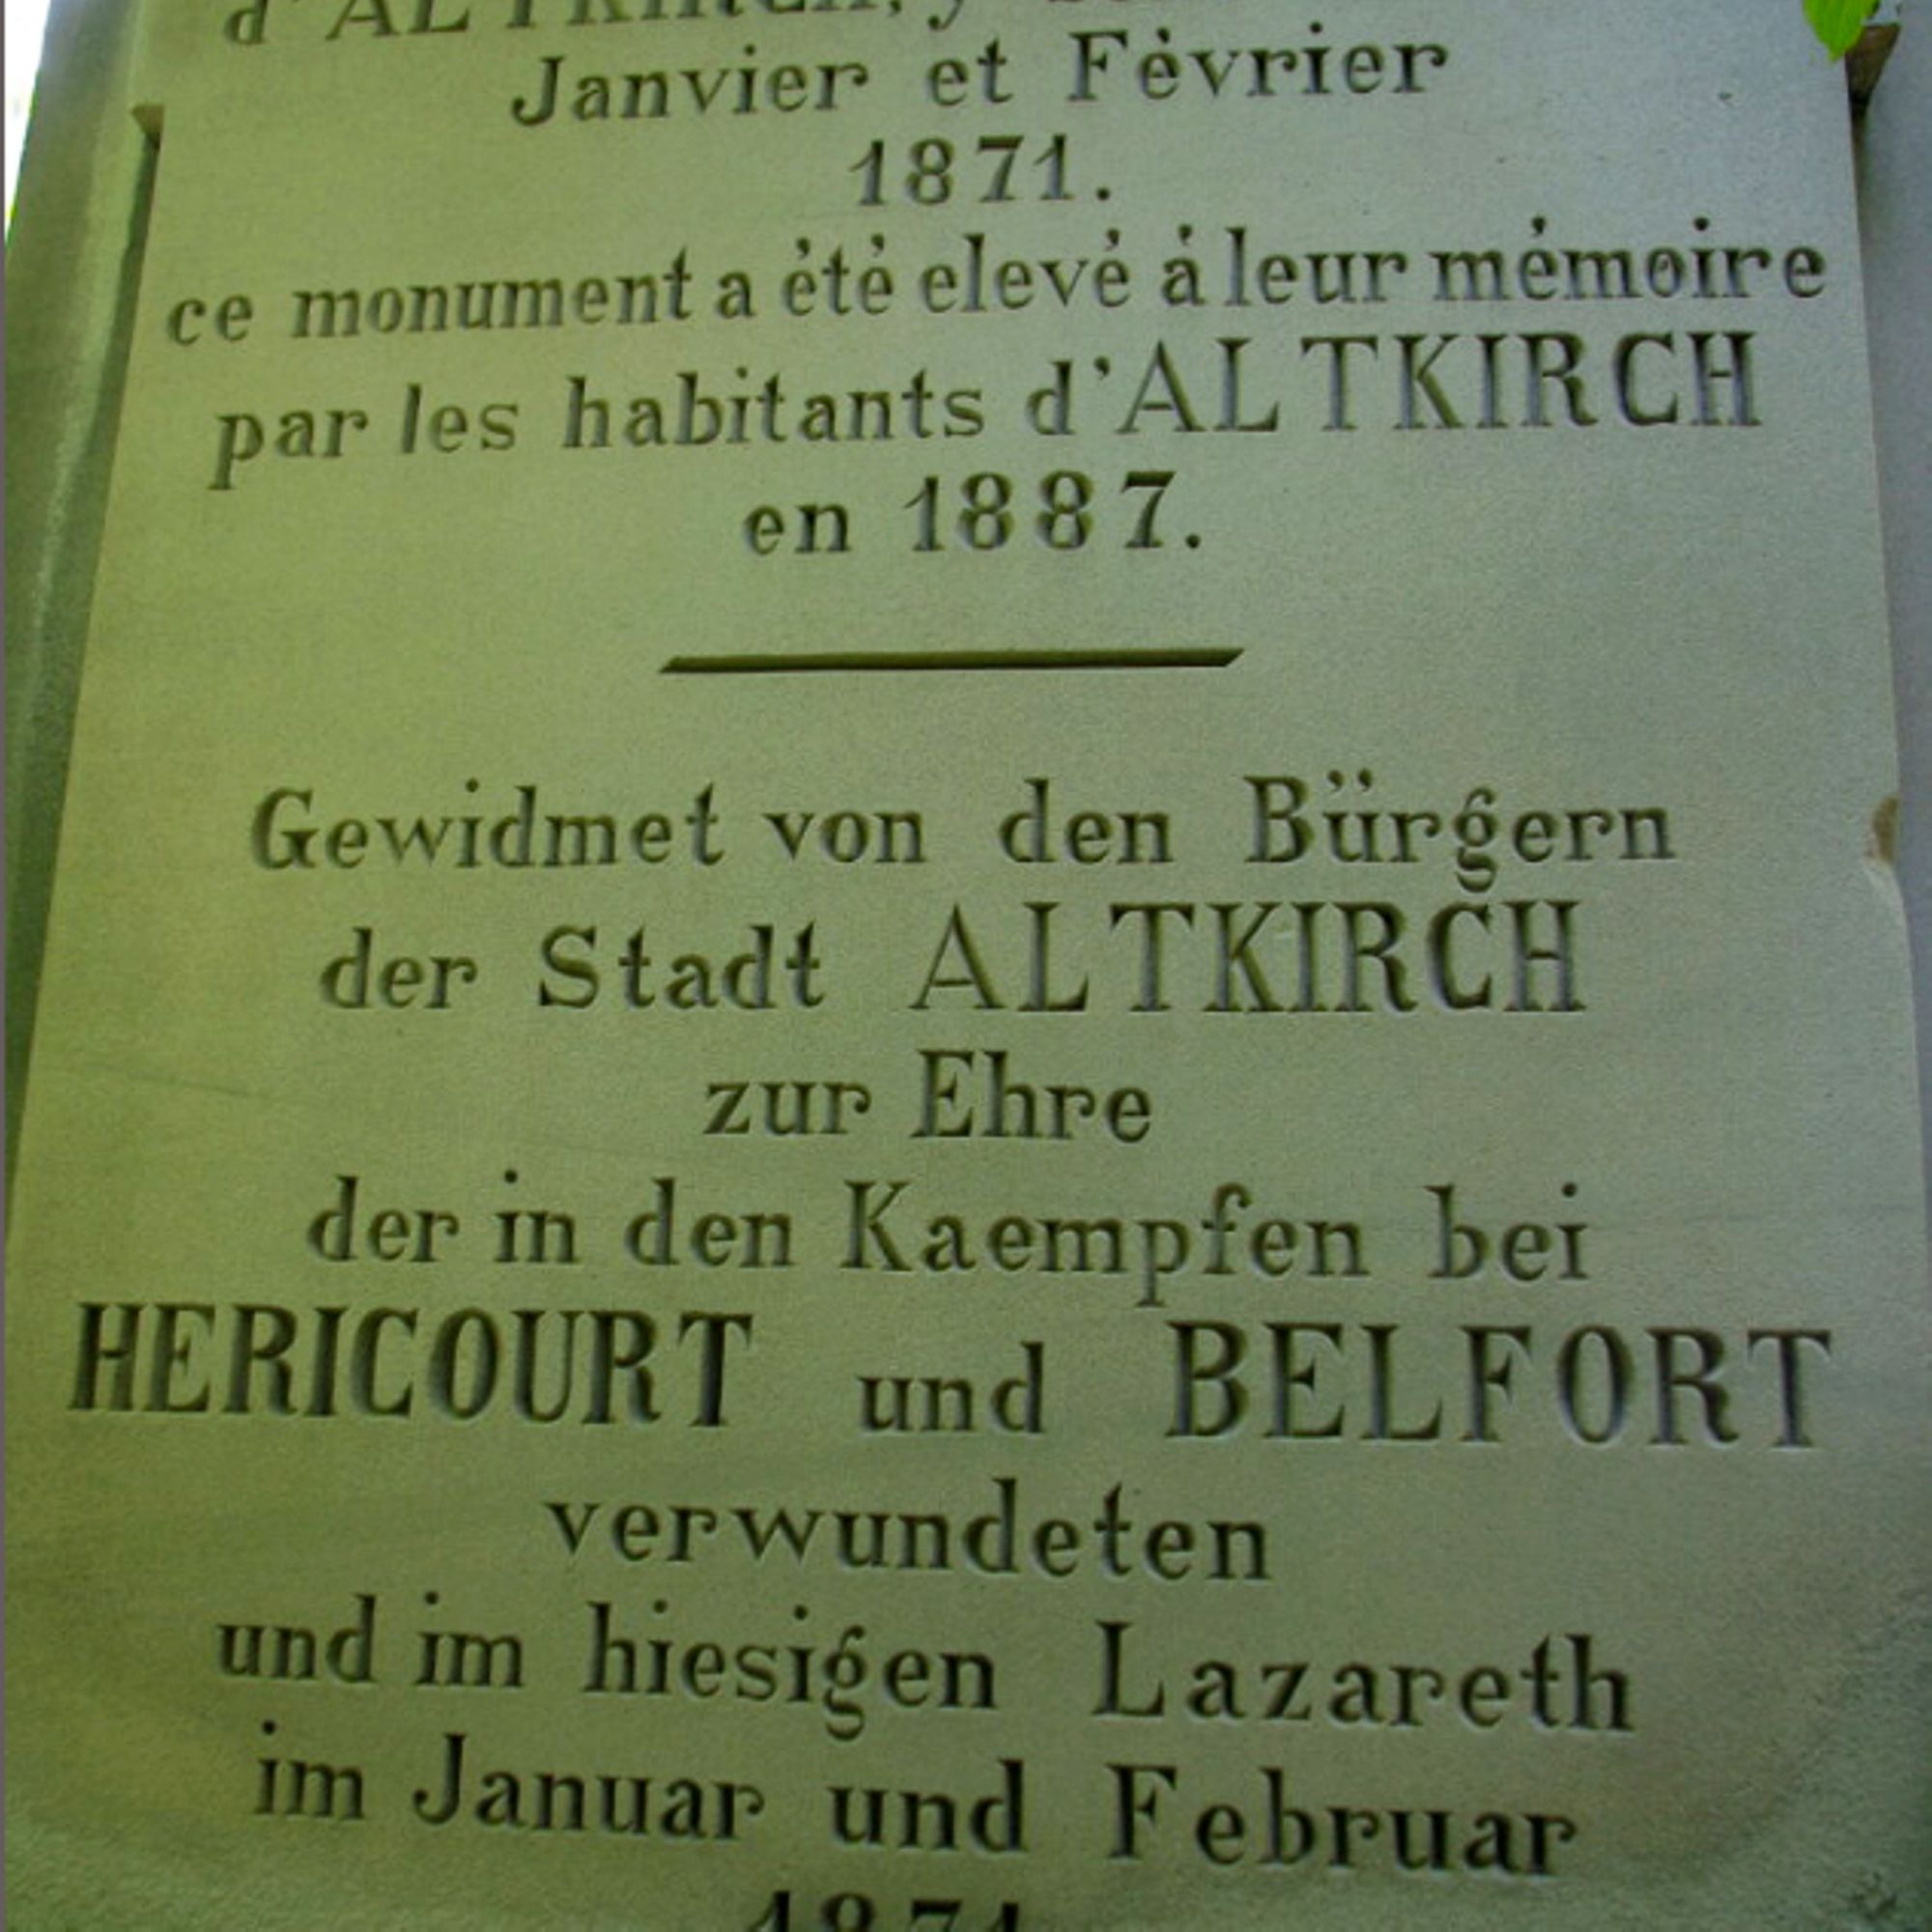 d'ALTKIRCH, y
Janvier et Février
1871.
ce monument a été elevé á leur mémoire
par les habitants d'ALTKIRCH
en 1887.
Gewidmet von den Bürgern
der Stadt ALTKIRCH
zur Ehre
der in den Kaempfen bei
HERICOURT und BELFORT
verwundeten
und im hiesigen Lazareth
im Januar und Februar
1871